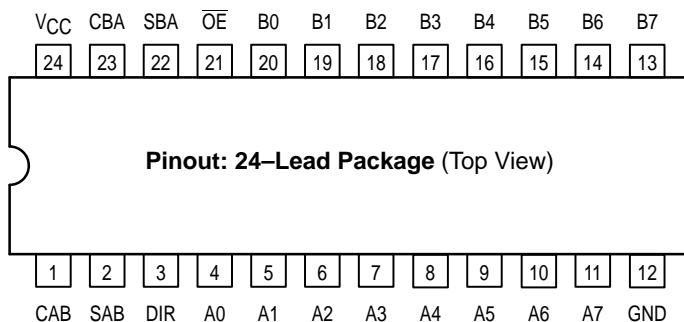 VCC CBA SBA O̅E̅ B0 B1 B2 B3 B4 B5 B6 B7
24 23 22 21 20 19 18 17 16 15 14 13
Pinout: 24–Lead Package (Top View)
1 2 3 4 5 6 7 8 9 10 11 12
CAB SAB DIR A0 A1 A2 A3 A4 A5 A6 A7 GND